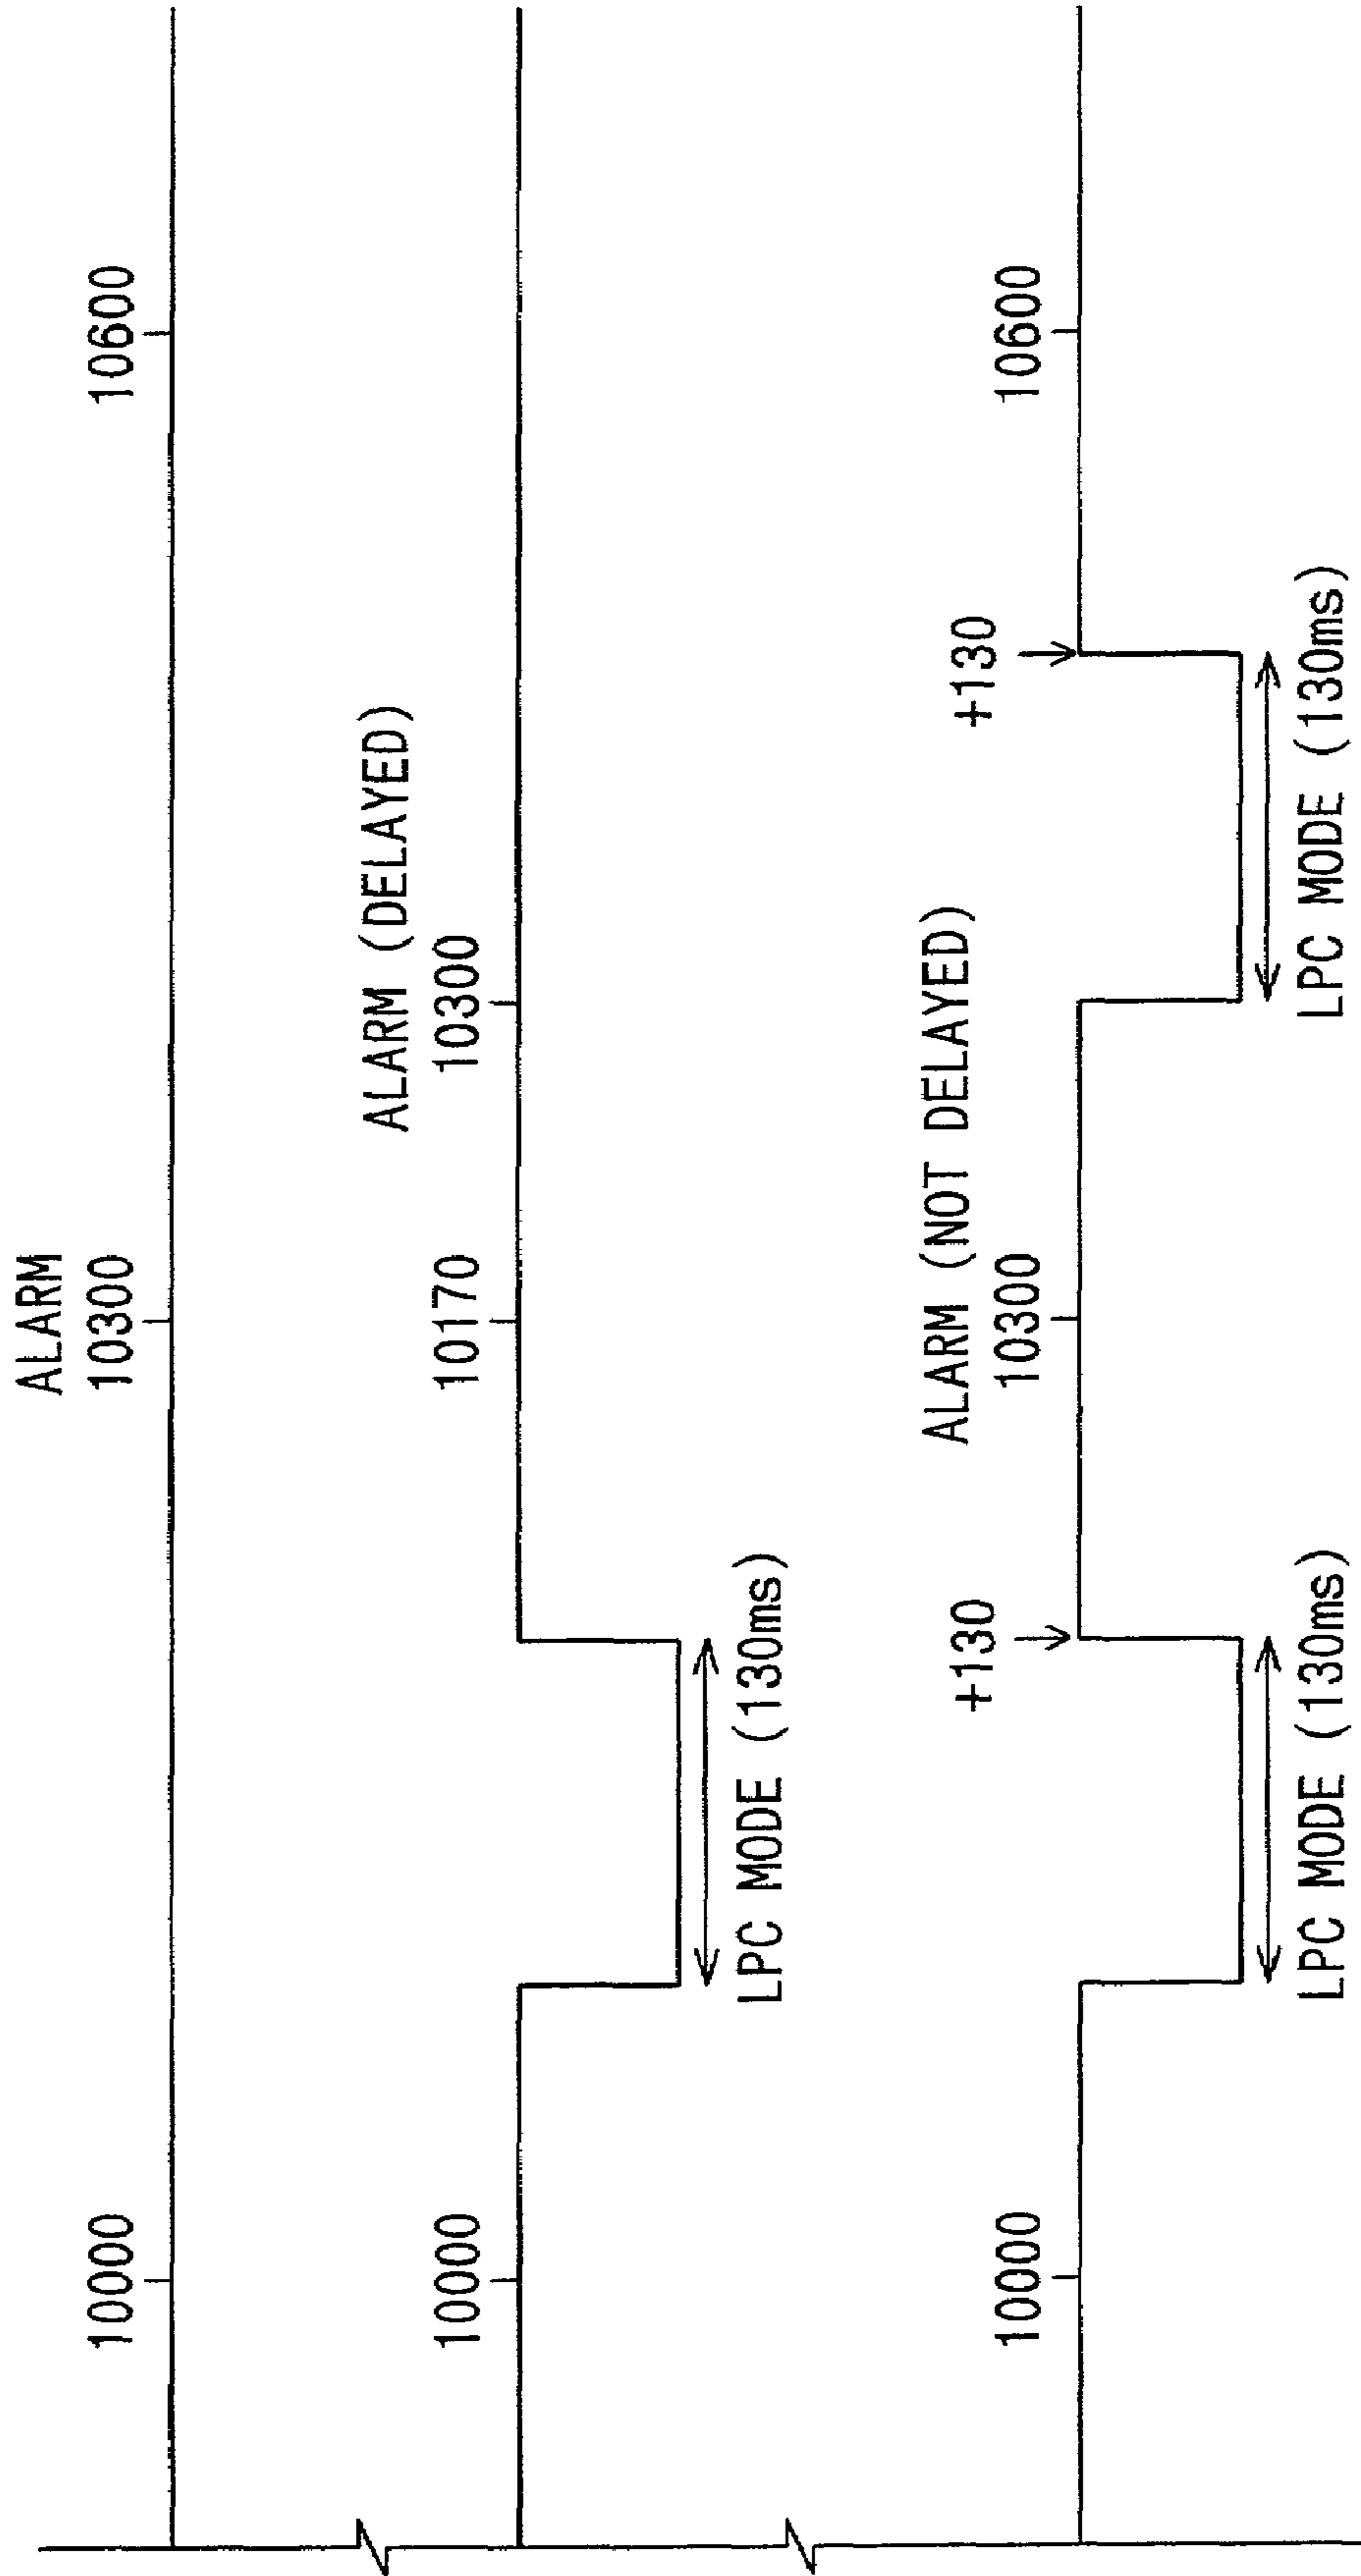 ALARM
10000
10300
10600
ALARM (DELAYED)
10000
10170
10300
LPC MODE (130ms)
ALARM (NOT DELAYED)
+130
+130
10000
10300
10600
LPC MODE (130ms)
LPC MODE (130ms)